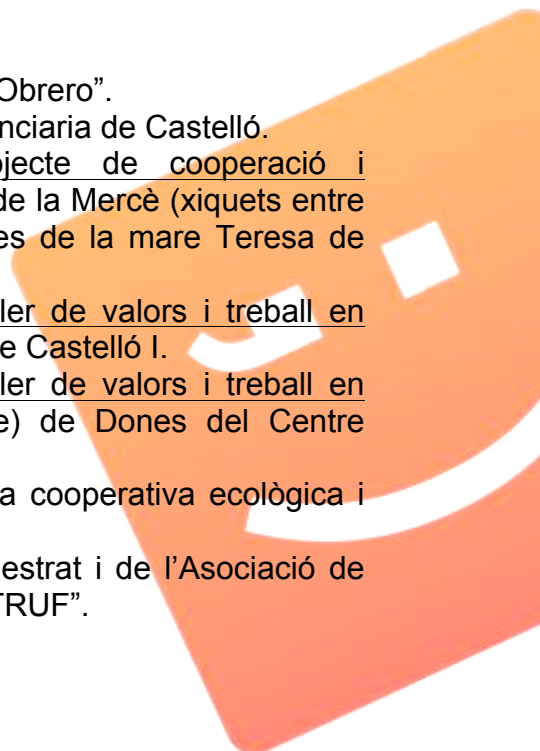 Obrero”.
nciaria de Castelló.
ojecte de cooperació i
de la Mercè (xiquets entre
es de la mare Teresa de
ler de valors i treball en
e Castelló I.
ler de valors i treball en
e) de Dones del Centre
a cooperativa ecològica i
estrat i de l’Asociació de
TRUF”.